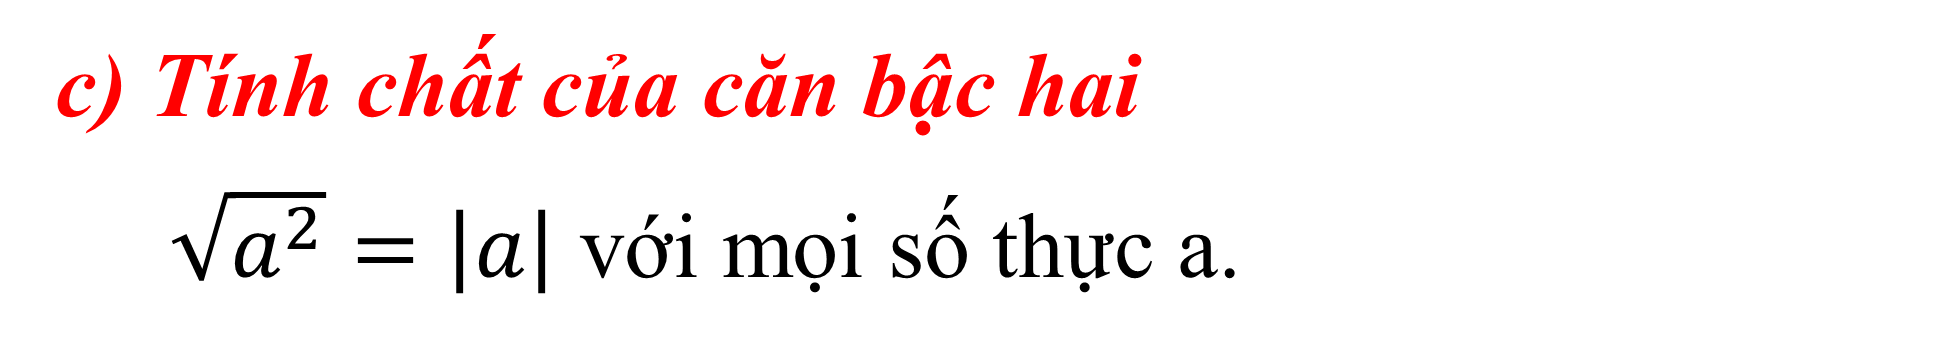 c) Tính chất của căn bậc hai
√a² = |a| với mọi số thực a.